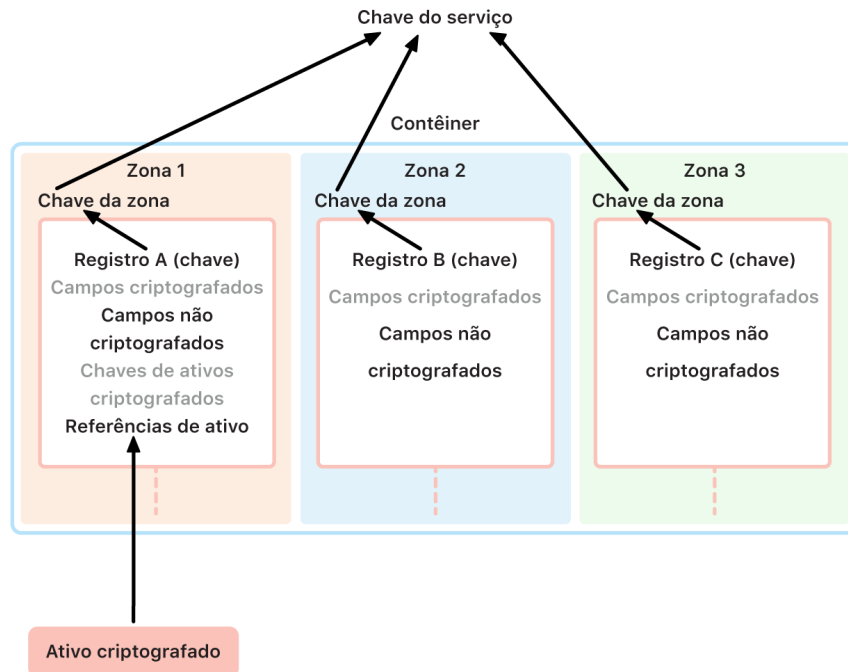 Chave do serviço
Contêiner
Zona 1
Chave da zona
Registro A (chave)
Campos criptografados
Campos não
criptografados
Chaves de ativos
criptografados
Referências de ativo
Zona 2
Chave da zona
Registro B (chave)
Campos criptografados
Campos não
criptografados
Zona 3
Chave da zona
Registro C (chave)
Campos criptografados
Campos não
criptografados
Ativo criptografado